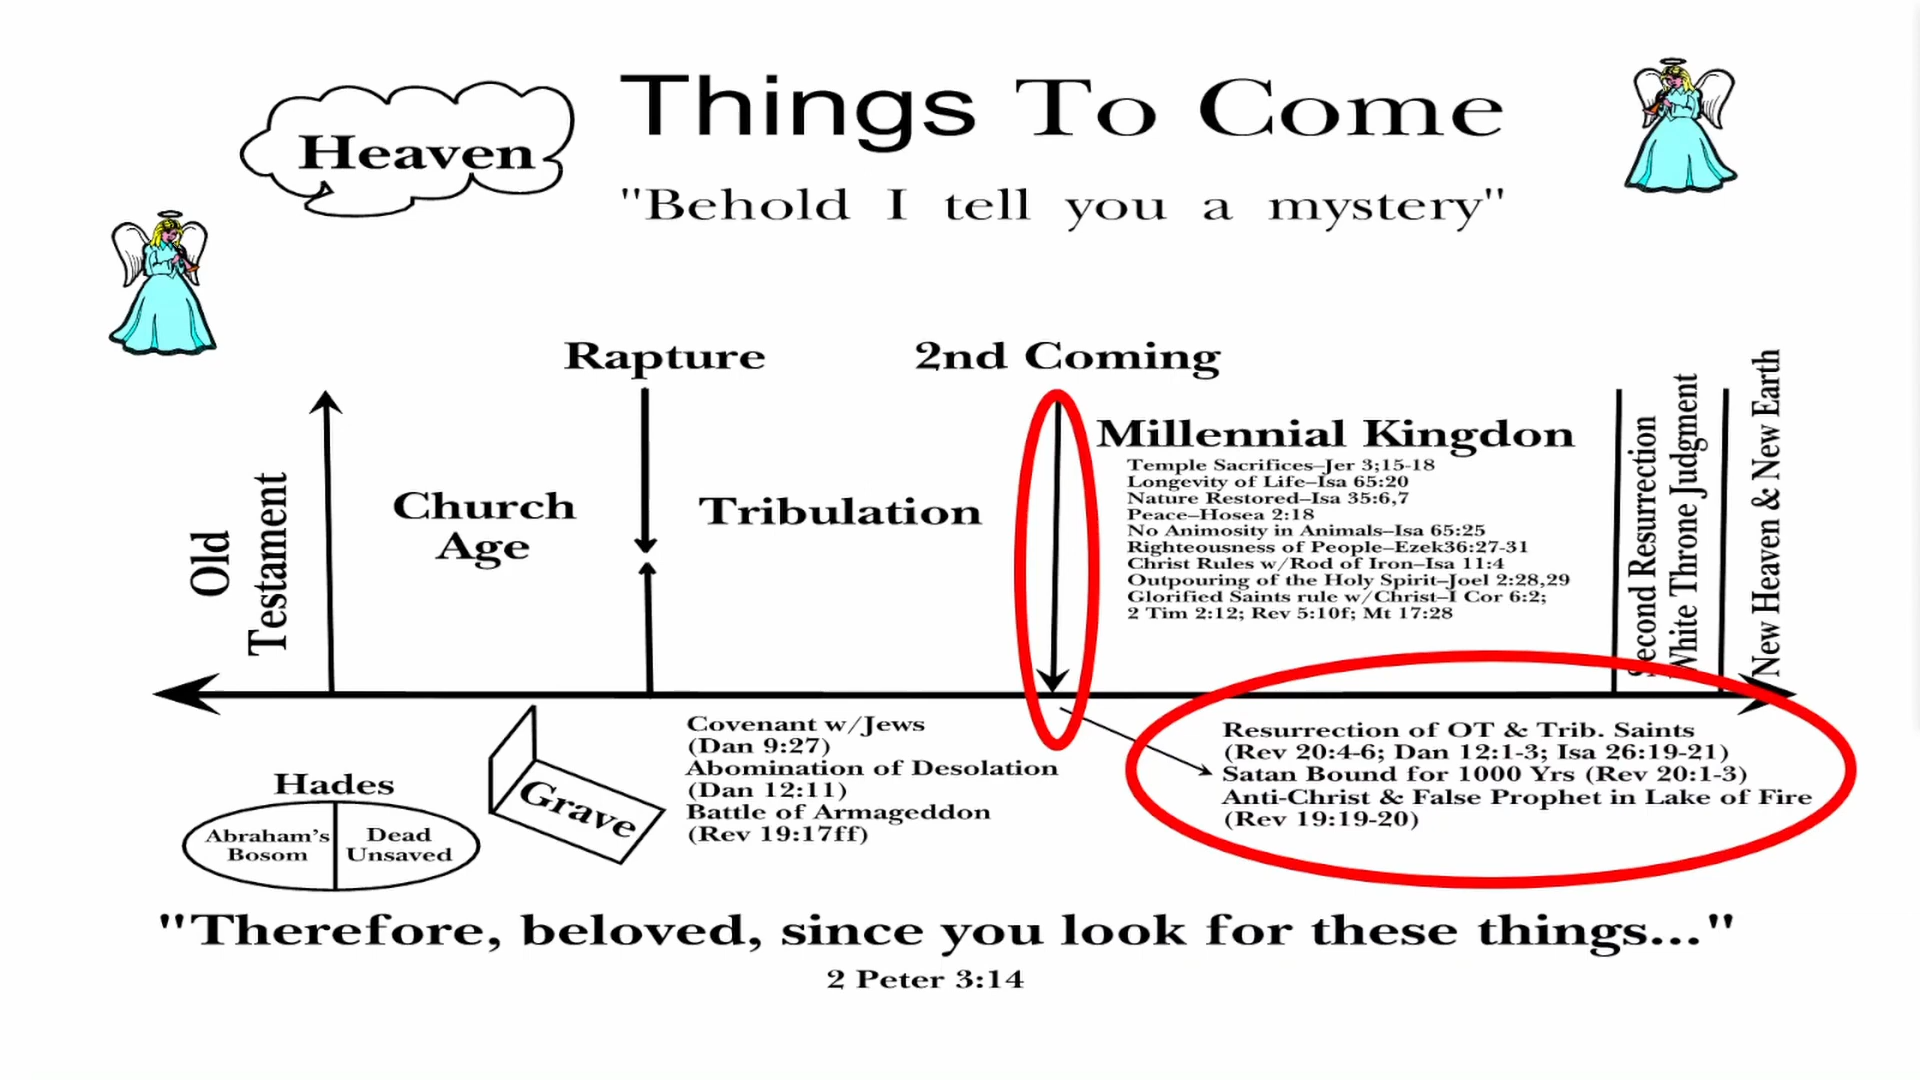 Things To Come
Heaven
"Behold I tell you a mystery"
Rapture
2nd Coming
Old
Testament
Church
Age
Tribulation
Millennial Kingdon
Temple Sacrifices–Jer 3;15-18
Longevity of Life–Isa 65:20
Nature Restored–Isa 35:6,7
Peace–Hosea 2:18
No Animosity in Animals–Isa 65:25
Righteousness of People–Ezek36:27-31
Christ Rules w/Rod of Iron–Isa 11:4
Outpouring of the Holy Spirit–Joel 2:28,29
Glorified Saints rule w/Christ–I Cor 6:2;
2 Tim 2:12; Rev 5:10f; Mt 17:28
Second Resurrection
White Throne Judgment
New Heaven & New Earth
Hades
Abraham's
Bosom
Dead
Unsaved
Grave
Covenant w/Jews
(Dan 9:27)
Abomination of Desolation
(Dan 12:11)
Battle of Armageddon
(Rev 19:17ff)
Resurrection of OT & Trib. Saints
(Rev 20:4-6; Dan 12:1-3; Isa 26:19-21)
Satan Bound for 1000 Yrs (Rev 20:1-3)
Anti-Christ & False Prophet in Lake of Fire
(Rev 19:19-20)
"Therefore, beloved, since you look for these things..."
2 Peter 3:14